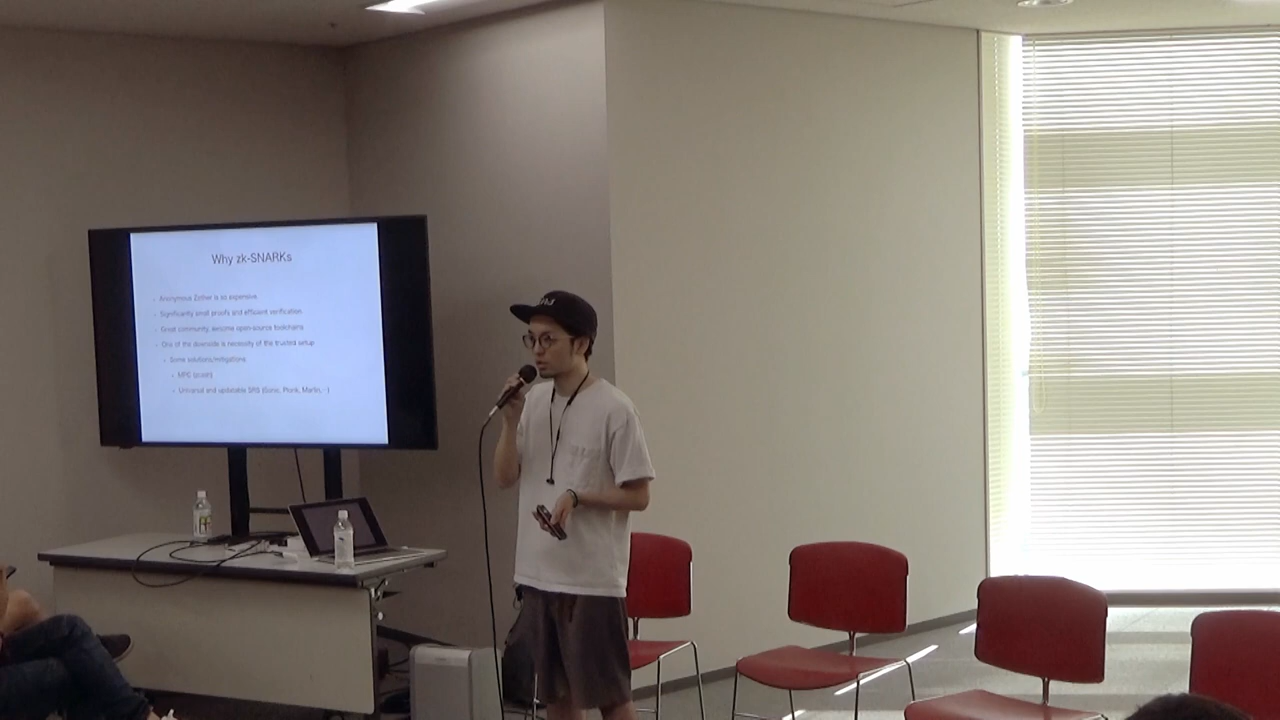 Why zk-SNARKs
- Anonymous Zether is so expensive
- Significantly small proofs and efficient verification
- Great community, awesome open-source toolchains
- One of the downside is necessity of the trusted setup
- Some solutions/mitigations
- MPC (zcash)
- Universal and updatable SRS (Sonic, Plonk, Marlin, …)